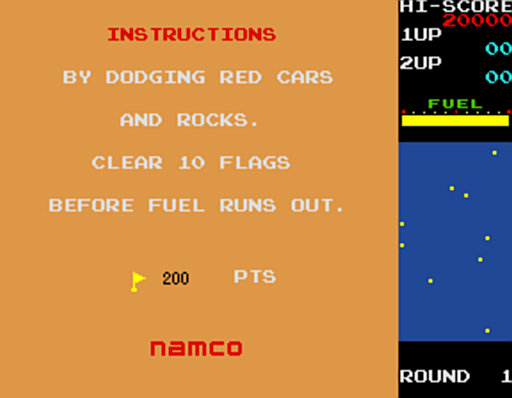 INSTRUCTIONS
BY DODGING RED CARS
AND ROCKS.
CLEAR 10 FLAGS
BEFORE FUEL RUNS OUT.
200 PTS
namco
HI-SCORE
20000
1UP
00
2UP
00
FUEL
ROUND 1